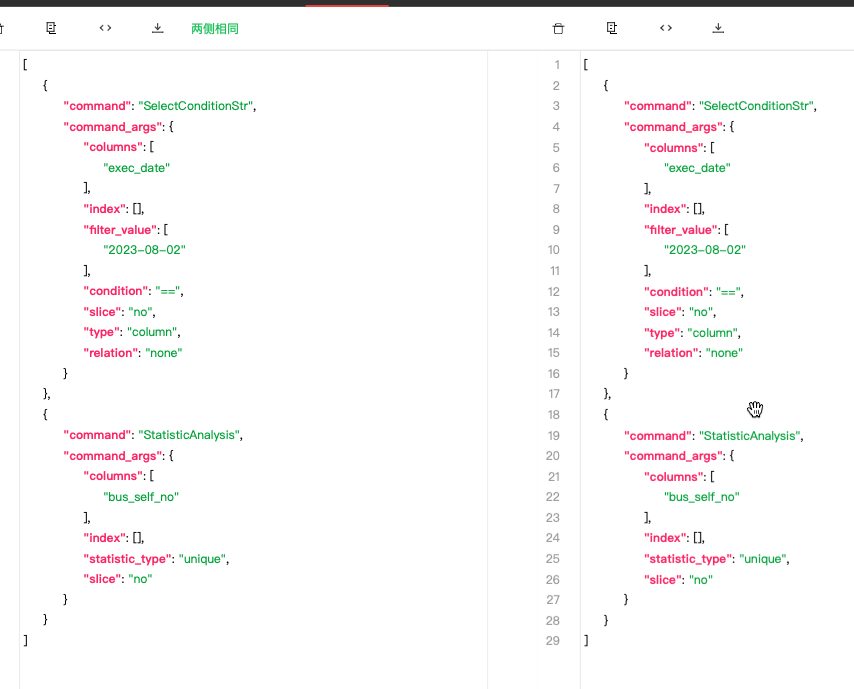 两侧相同
[
{
"command": "SelectConditionStr",
"command_args": {
"columns": [
"exec_date"
],
"index": [],
"filter_value": [
"2023-08-02"
],
"condition": "==",
"slice": "no",
"type": "column",
"relation": "none"
}
},
{
"command": "StatisticAnalysis",
"command_args": {
"columns": [
"bus_self_no"
],
"index": [],
"statistic_type": "unique",
"slice": "no"
}
}
]
1 [
2 {
3 "command": "SelectConditionStr",
4 "command_args": {
5 "columns": [
6 "exec_date"
7 ],
8 "index": [],
9 "filter_value": [
10 "2023-08-02"
11 ],
12 "condition": "==",
13 "slice": "no",
14 "type": "column",
15 "relation": "none"
16 }
17 },
18 {
19 "command": "StatisticAnalysis",
20 "command_args": {
21 "columns": [
22 "bus_self_no"
23 ],
24 "index": [],
25 "statistic_type": "unique",
26 "slice": "no"
27 }
28 }
29 ]